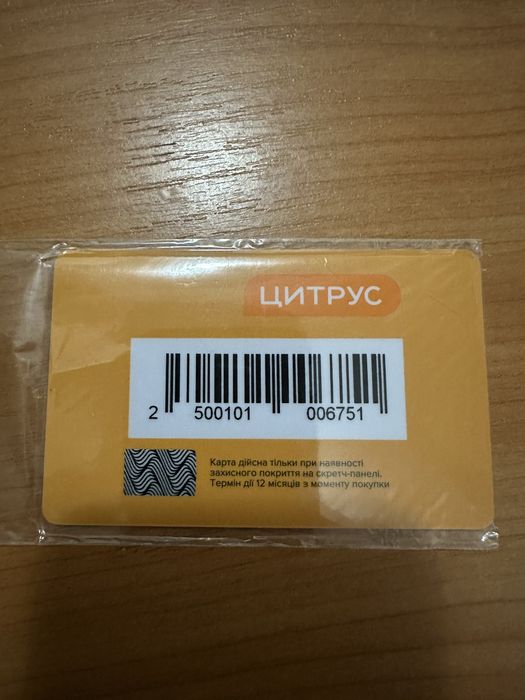 ЦИТРУС
2 500101 006751
Карта дійсна тільки при наявності
захисного покриття на скретч-панелі.
Термін дії 12 місяців з моменту покупки